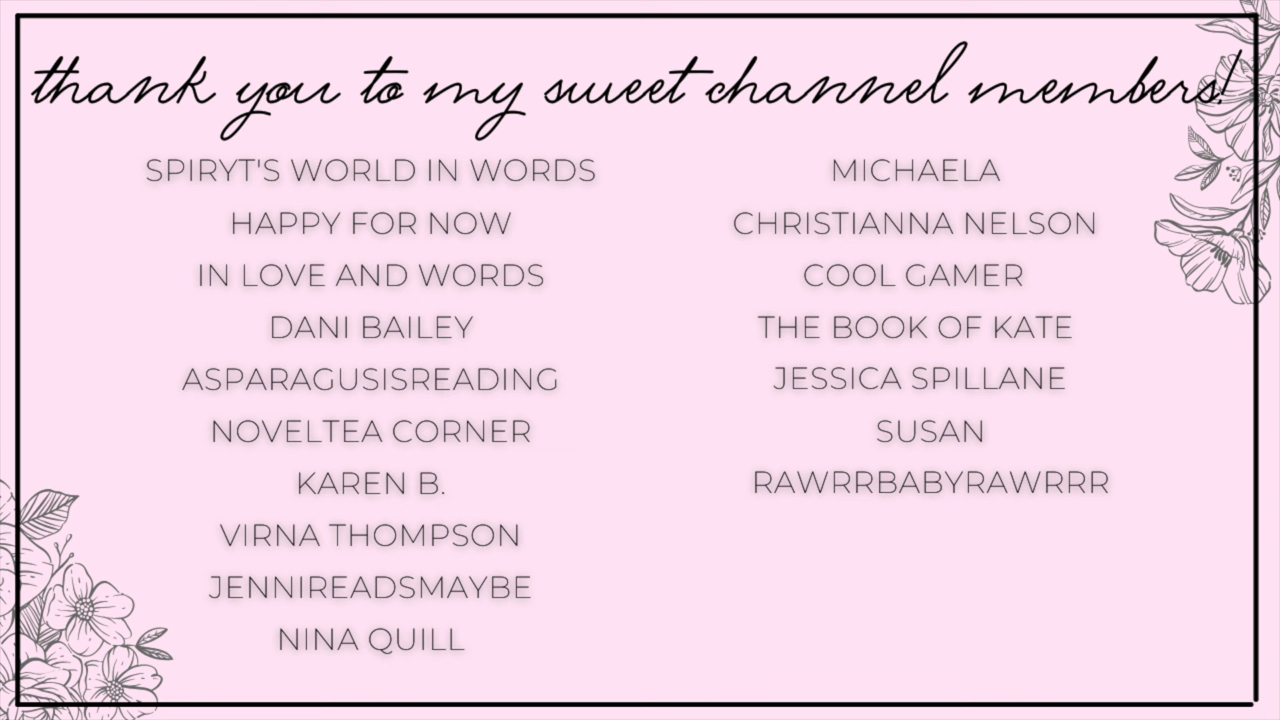 thank you to my sweet channel members!
SPIRYT'S WORLD IN WORDS
HAPPY FOR NOW
IN LOVE AND WORDS
DANI BAILEY
ASPARAGUSISREADING
NOVELTEA CORNER
KAREN B.
VIRNA THOMPSON
JENNIREADSMAYBE
NINA QUILL
MICHAELA
CHRISTIANNA NELSON
COOL GAMER
THE BOOK OF KATE
JESSICA SPILLANE
SUSAN
RAWRRBABYRAWRRR